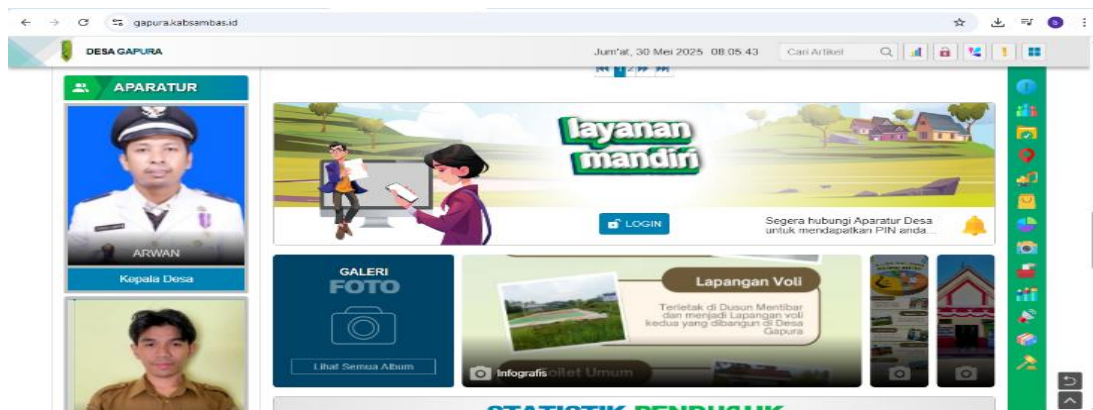 gapura.kabsambas.id
DESA GAPURA
Jum'at, 30 Mei 2025 08:05:43
Cari Artikel
1 2
APARATUR
ARWAN
Kepala Desa
layanan
mandiri
LOGIN
Segera hubungi Aparatur Desa
untuk mendapatkan PIN anda...
GALERI
FOTO
Lihat Semua Album
Lapangan Voli
Terletak di Dusun Mentibar
dan menjadi Lapangan voli
kedua yang dibangun di Desa
Gapura
Infografis
Toilet Umum
STATISTIK PENDUDUK